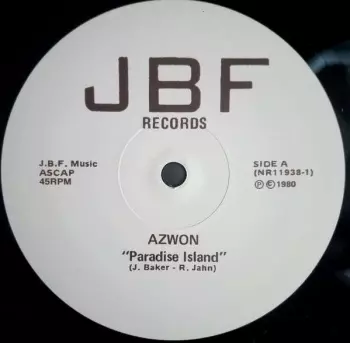 JBF
RECORDS
J.B.F. Music
ASCAP
45RPM
SIDE A
(NR11938-1)
Ⓟ © 1980
AZWON
"Paradise Island"
(J. Baker - R. Jahn)